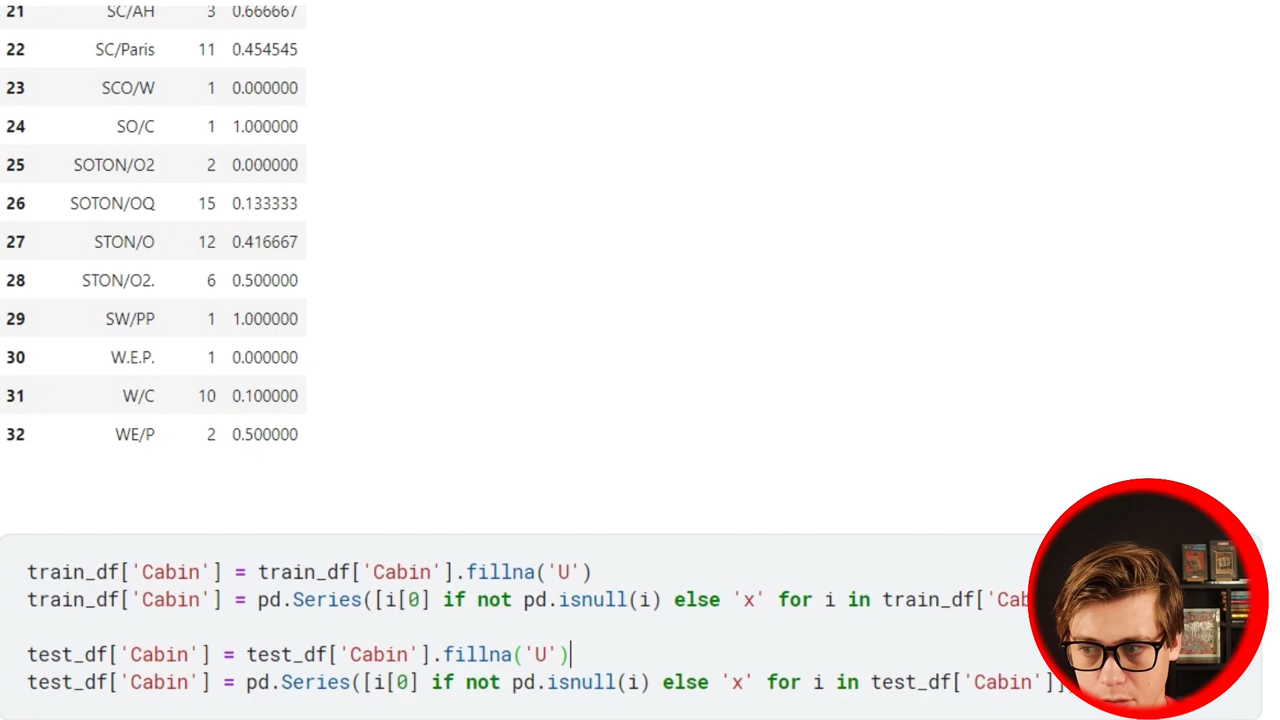 21 SC/AH 3 0.666667
22 SC/Paris 11 0.454545
23 SCO/W 1 0.000000
24 SO/C 1 1.000000
25 SOTON/O2 2 0.000000
26 SOTON/OQ 15 0.133333
27 STON/O 12 0.416667
28 STON/O2. 6 0.500000
29 SW/PP 1 1.000000
30 W.E.P. 1 0.000000
31 W/C 10 0.100000
32 WE/P 2 0.500000
train_df['Cabin'] = train_df['Cabin'].fillna('U')
train_df['Cabin'] = pd.Series([i[0] if not pd.isnull(i) else 'x' for i in train_df['Cab
test_df['Cabin'] = test_df['Cabin'].fillna('U')
test_df['Cabin'] = pd.Series([i[0] if not pd.isnull(i) else 'x' for i in test_df['Cabin']